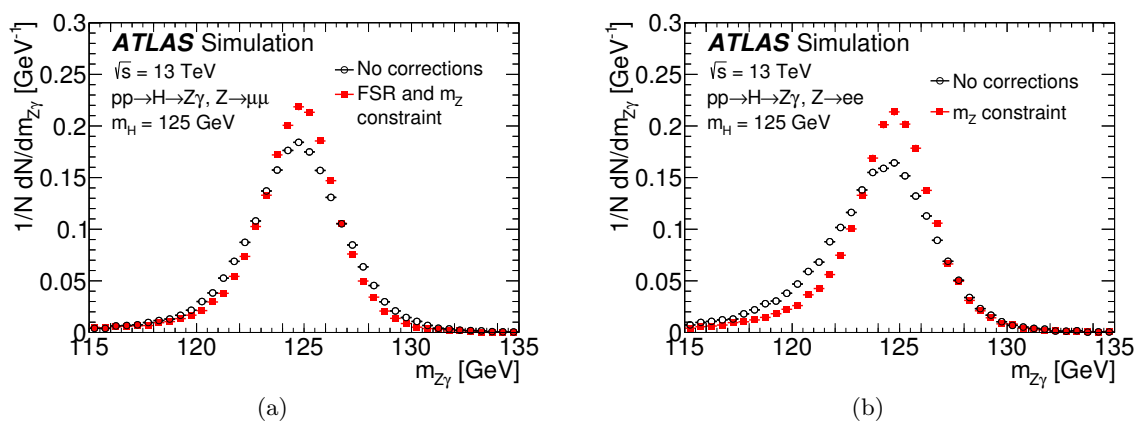 ATLAS Simulation
√s = 13 TeV
pp→H→Zγ, Z→μμ
m_H = 125 GeV
No corrections
FSR and m_Z
constraint
1/N dN/dm_Zγ [GeV⁻¹]
0.3
0.25
0.2
0.15
0.1
0.05
0
115 120 125 130 135
m_Zγ [GeV]
(a)
ATLAS Simulation
√s = 13 TeV
pp→H→Zγ, Z→ee
m_H = 125 GeV
No corrections
m_Z constraint
1/N dN/dm_Zγ [GeV⁻¹]
0.3
0.25
0.2
0.15
0.1
0.05
0
115 120 125 130 135
m_Zγ [GeV]
(b)